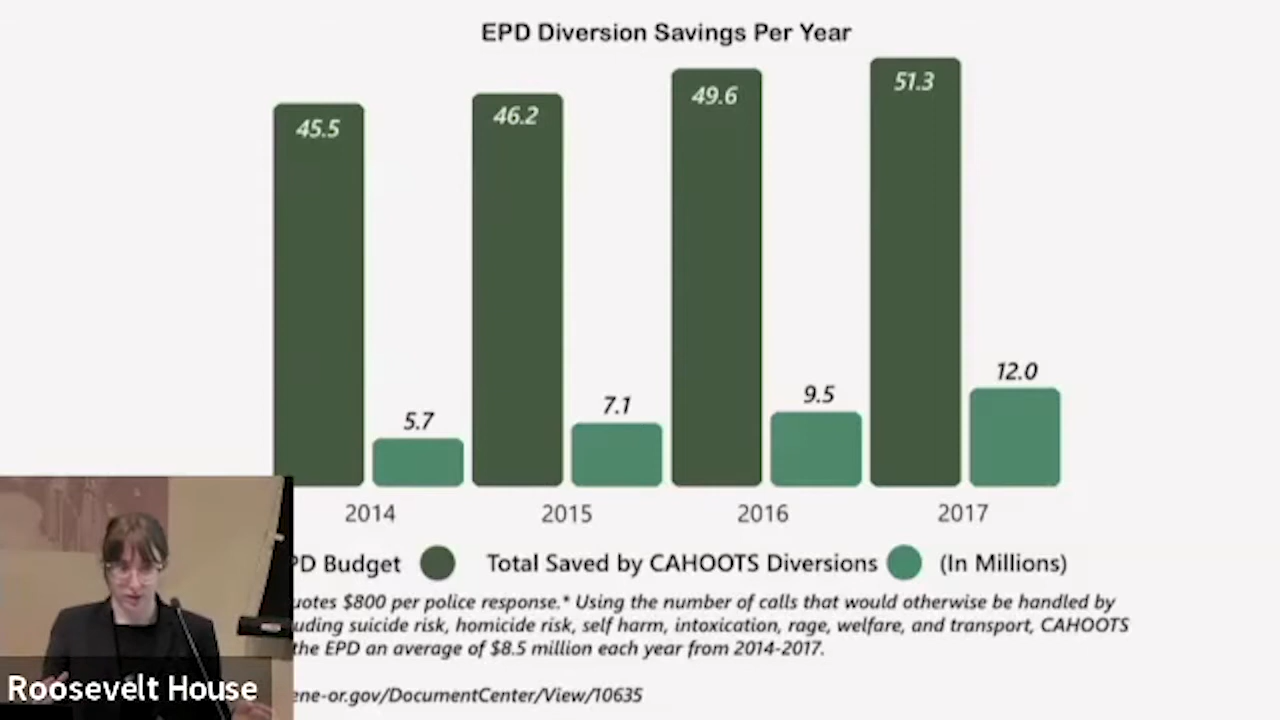 EPD Diversion Savings Per Year
45.5
46.2
49.6
51.3
5.7
7.1
9.5
12.0
2014
2015
2016
2017
PD Budget
Total Saved by CAHOOTS Diversions
(In Millions)
uotes $800 per police response.* Using the number of calls that would otherwise be handled by
uding suicide risk, homicide risk, self harm, intoxication, rage, welfare, and transport, CAHOOTS
the EPD an average of $8.5 million each year from 2014-2017.
ene-or.gov/DocumentCenter/View/10635
Roosevelt House